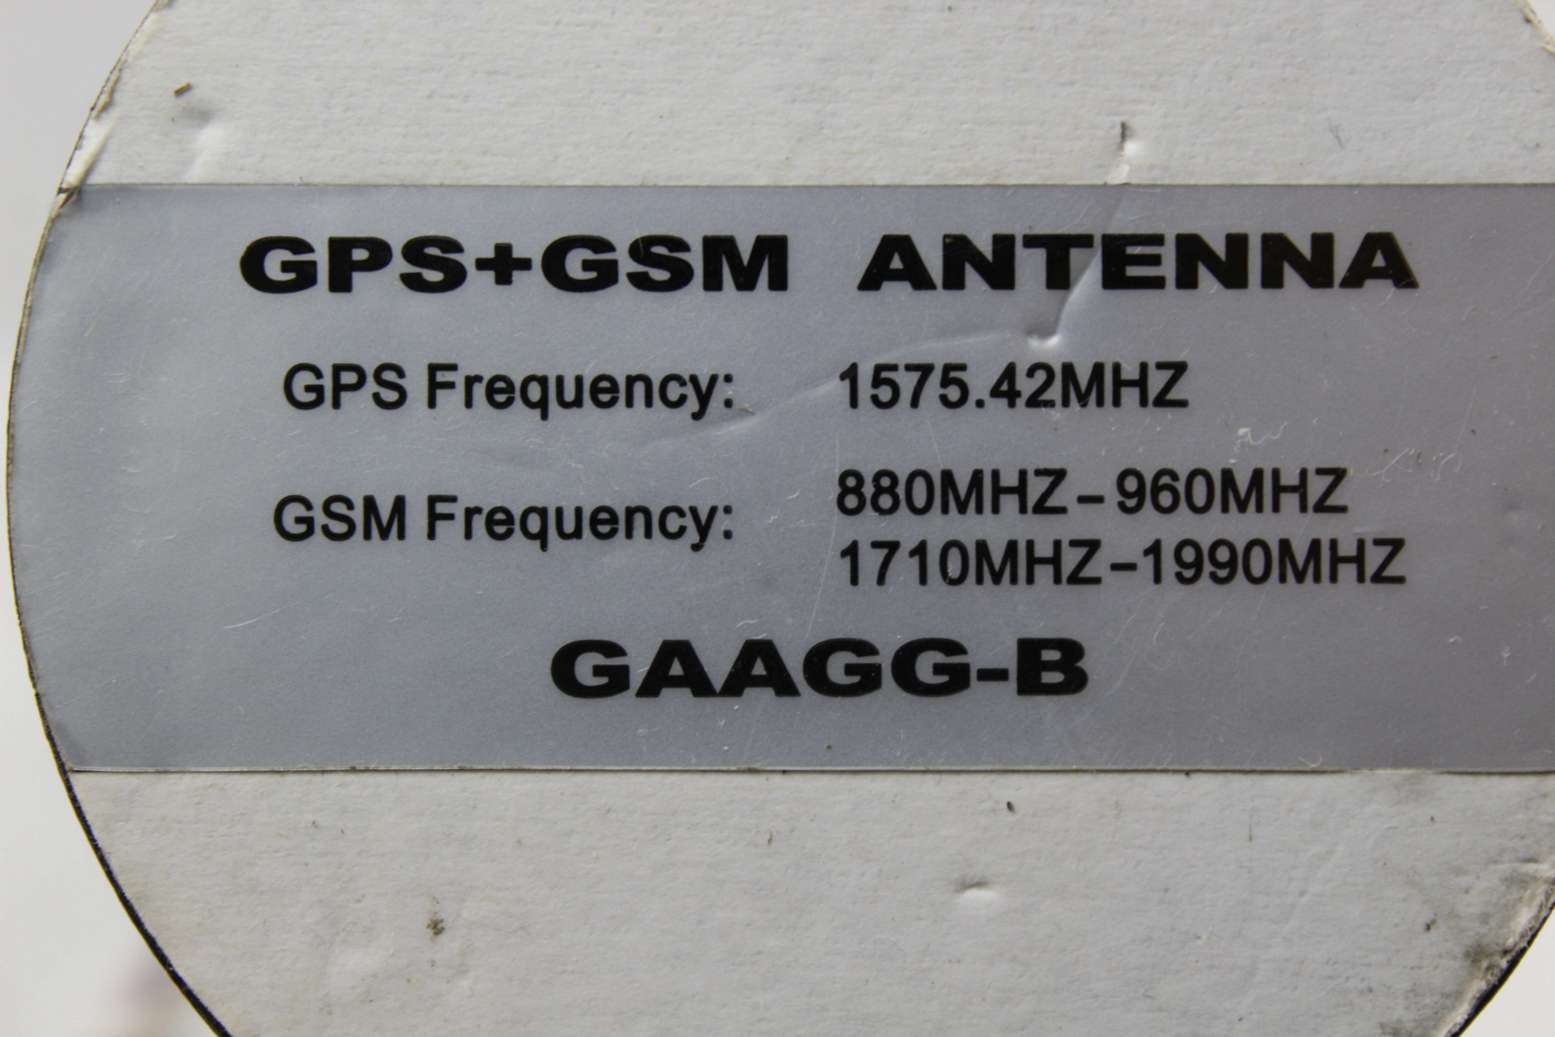 GPS+GSM ANTENNA
GPS Frequency: 1575.42MHZ
GSM Frequency: 880MHZ-960MHZ
1710MHZ-1990MHZ
GAAGG-B